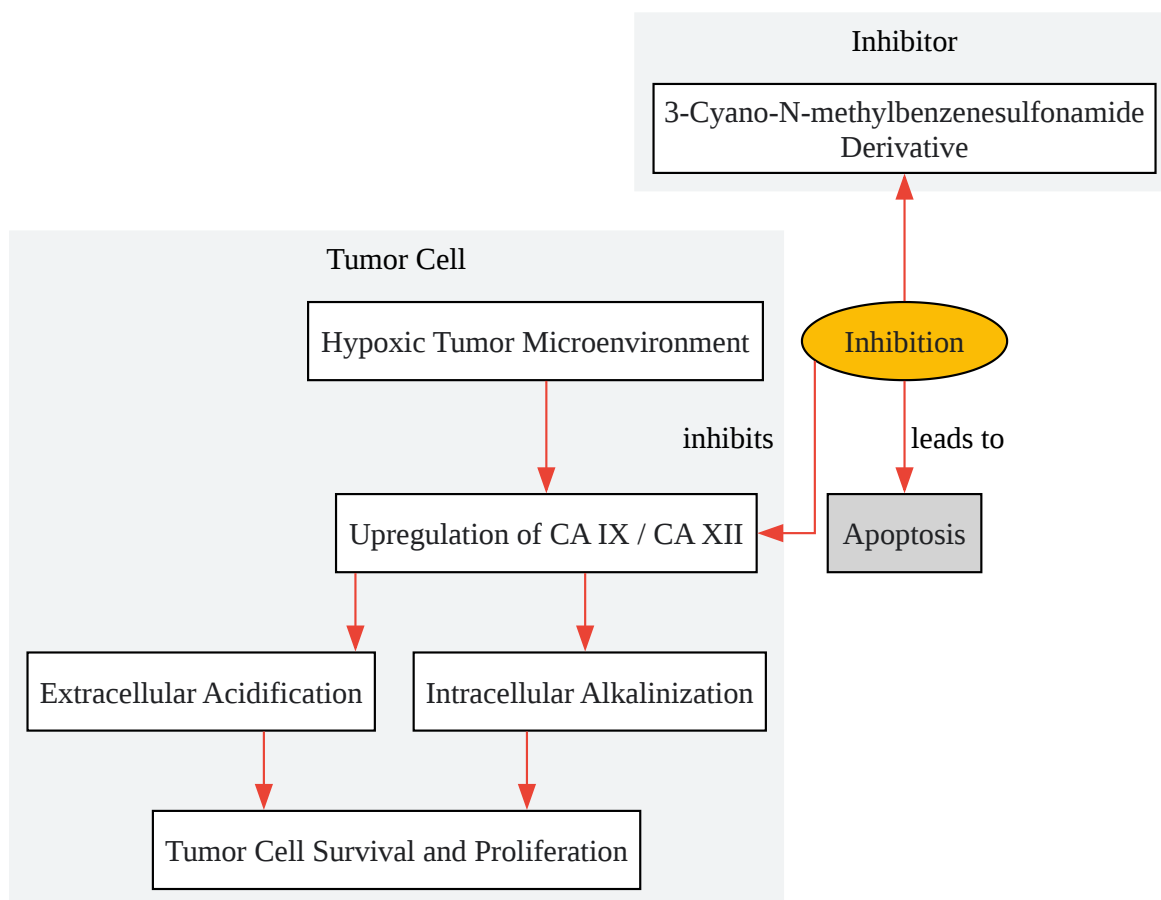 Inhibitor
3-Cyano-N-methylbenzenesulfonamide
Derivative
Tumor Cell
Hypoxic Tumor Microenvironment
Inhibition
inhibits
leads to
Upregulation of CA IX / CA XII
Apoptosis
Extracellular Acidification
Intracellular Alkalinization
Tumor Cell Survival and Proliferation